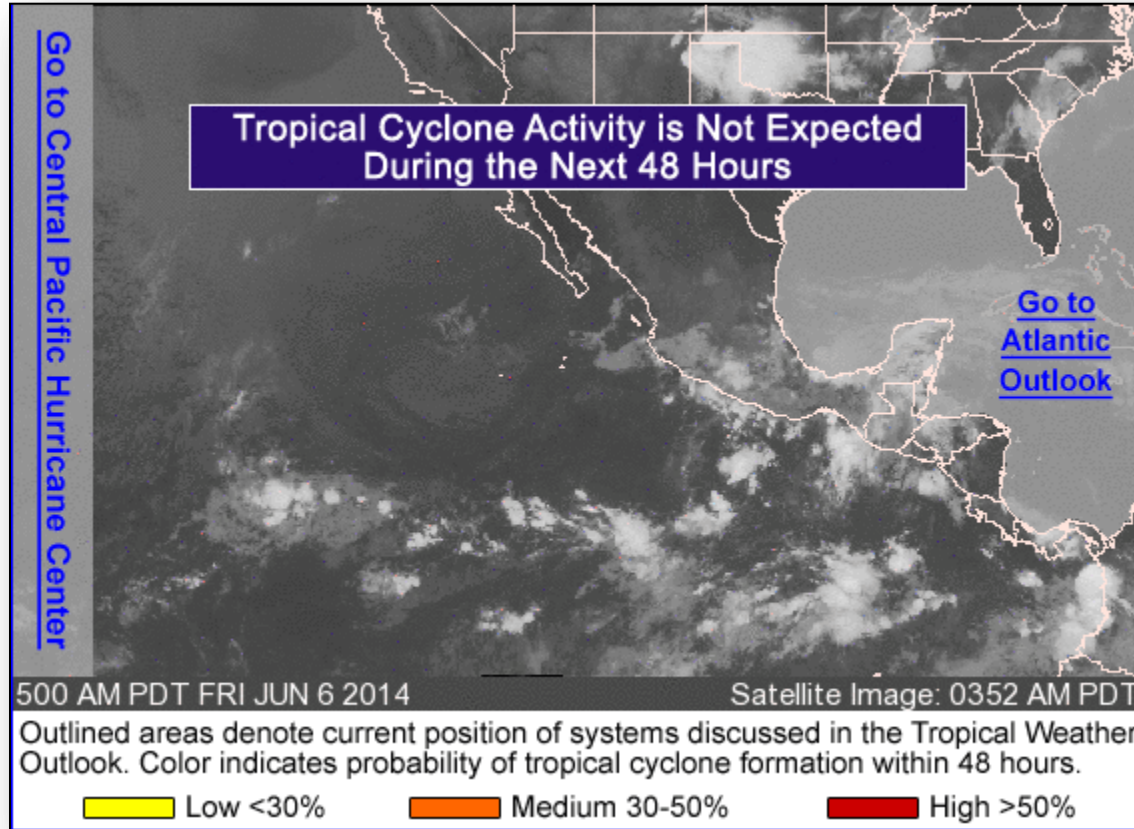 Go to Central Pacific Hurricane Center
Tropical Cyclone Activity is Not Expected
During the Next 48 Hours
Go to
Atlantic
Outlook
500 AM PDT FRI JUN 6 2014
Satellite Image: 0352 AM PDT
Outlined areas denote current position of systems discussed in the Tropical Weather
Outlook. Color indicates probability of tropical cyclone formation within 48 hours.
Low <30%
Medium 30-50%
High >50%